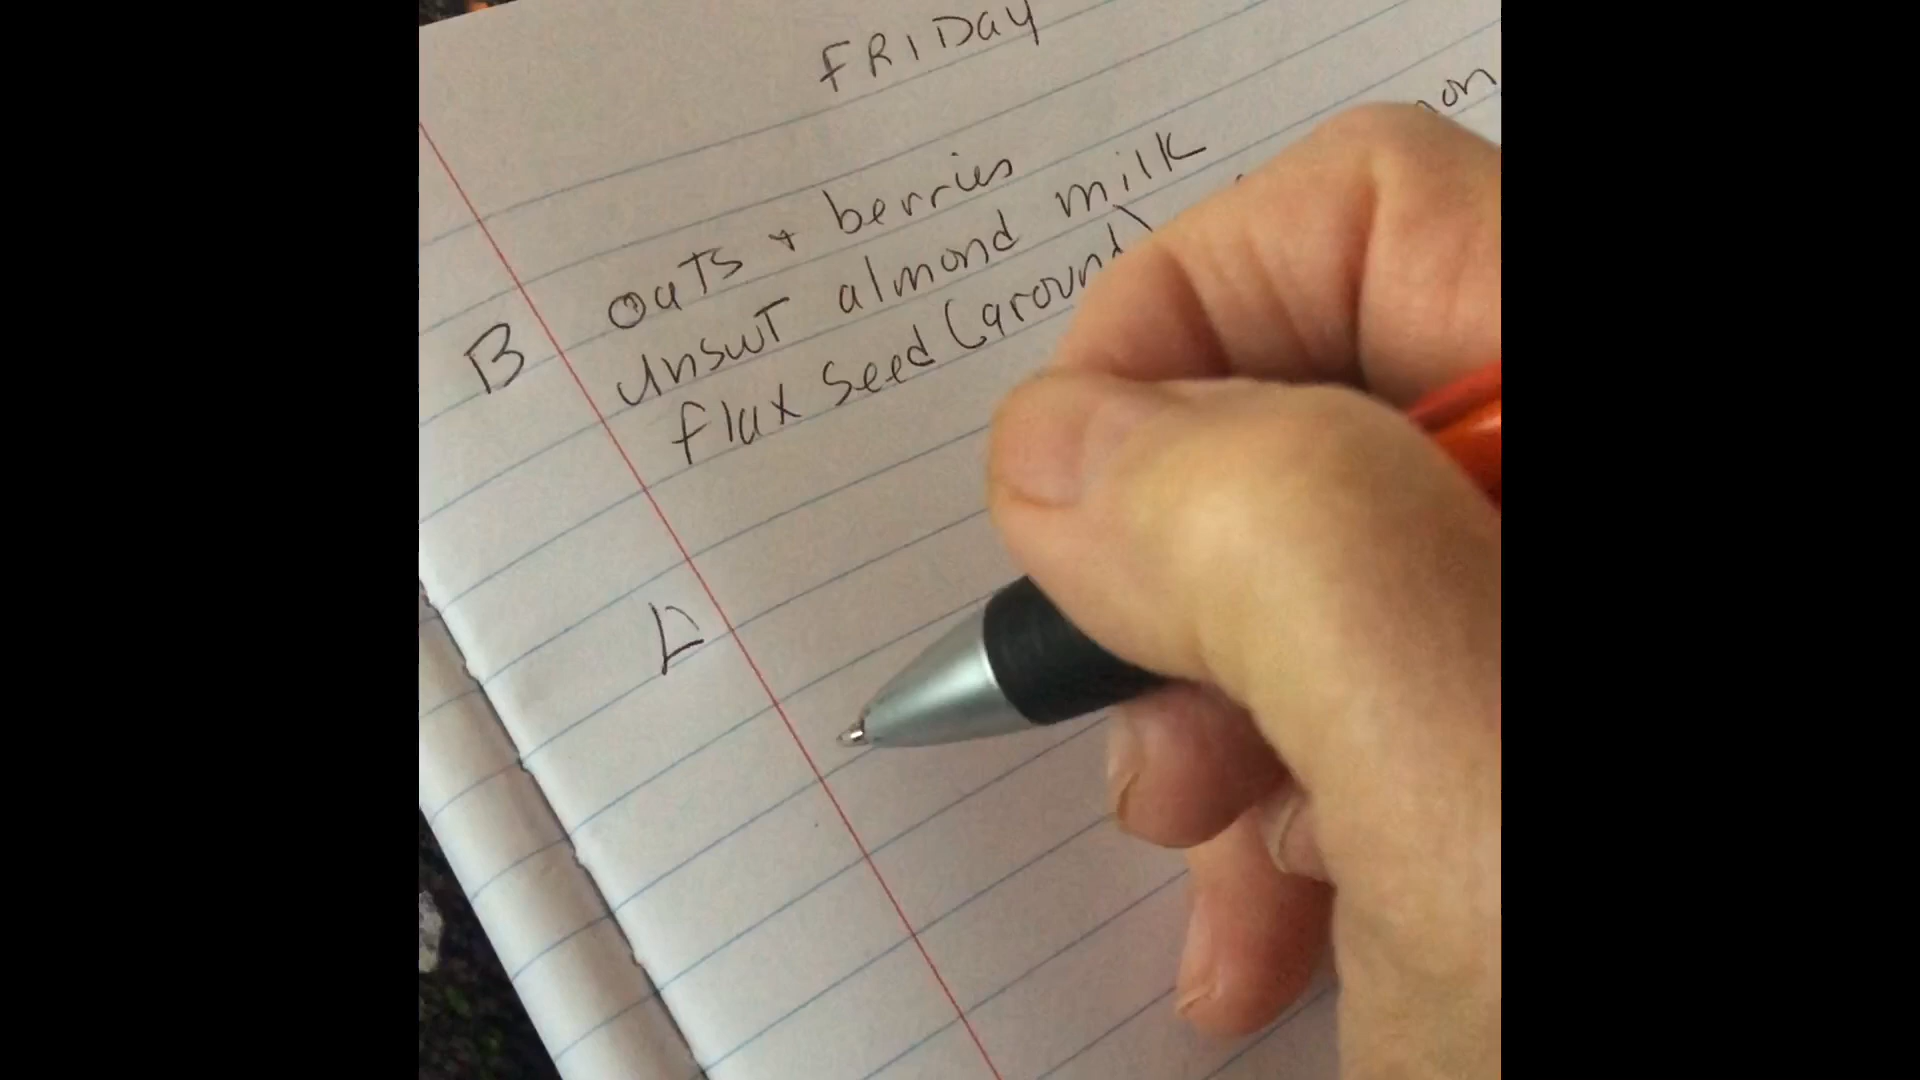 FRIDay
B oats + berries
unswt almond milk
flax seed (ground)
L